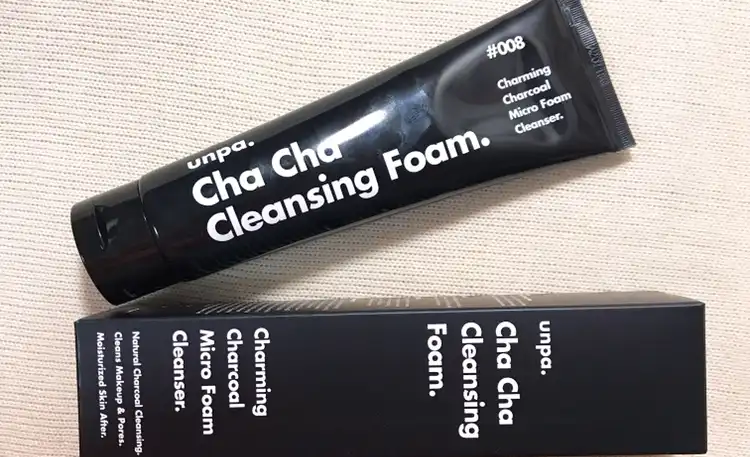 #008
Charming
Charcoal
Micro Foam
Cleanser.
unpa.
Cha Cha
Cleansing Foam.
unpa.
Cha Cha
Cleansing
Foam.
Charming
Charcoal
Micro Foam
Cleanser.
Natural Charcoal Cleansing.
Cleans Makeup & Pores.
Moisturized Skin After.